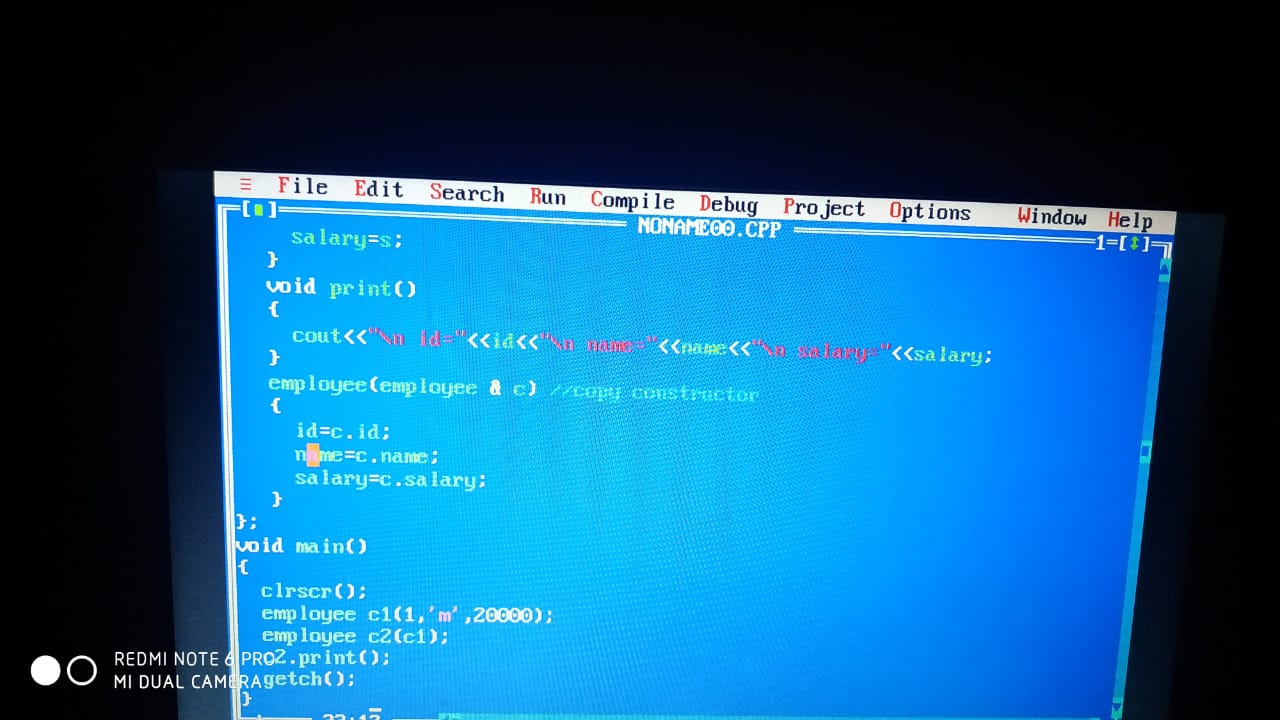 ≡ File Edit Search Run Compile Debug Project Options Window Help
[■] NONAME00.CPP 1=[↕]
salary=s;
}
void print()
{
cout<<"\n id="<<id<<"\n name="<<name<<"\n salary="<<salary;
}
employee(employee & c) //copy constructor
{
id=c.id;
name=c.name;
salary=c.salary;
}
};
void main()
{
clrscr();
employee c1(1,'m',20000);
employee c2(c1);
c2.print();
getch();
}
REDMI NOTE 6 PRO
MI DUAL CAMERA